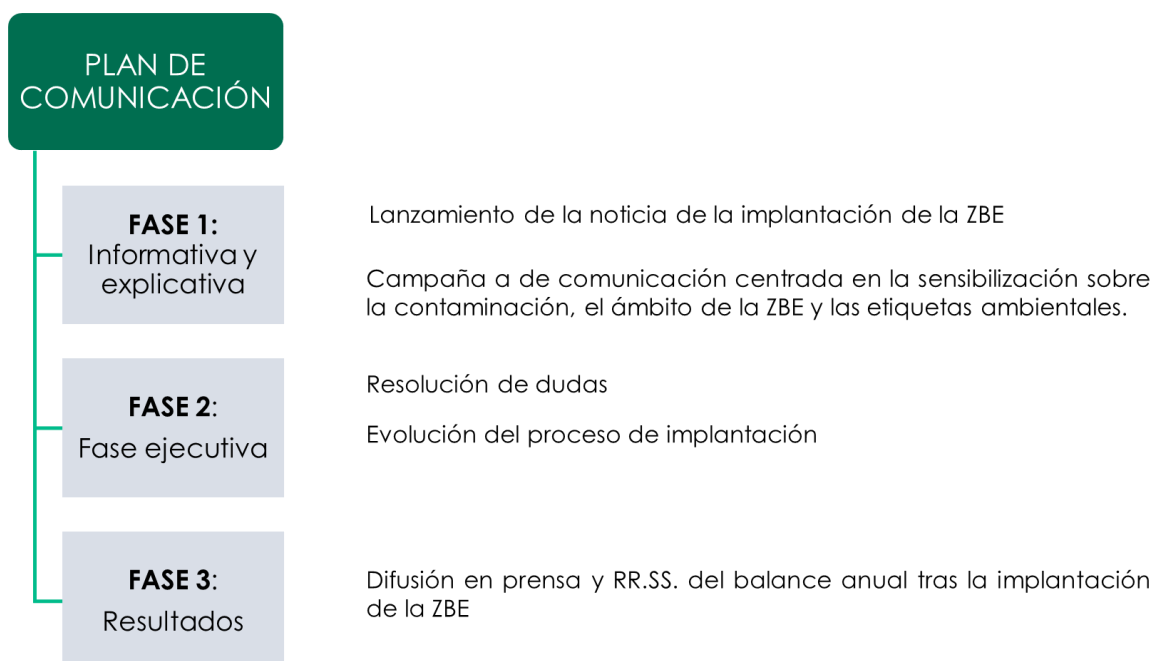 PLAN DE
COMUNICACIÓN
FASE 1:
Informativa y
explicativa
Lanzamiento de la noticia de la implantación de la ZBE
Campaña a de comunicación centrada en la sensibilización sobre
la contaminación, el ámbito de la ZBE y las etiquetas ambientales.
FASE 2:
Fase ejecutiva
Resolución de dudas
Evolución del proceso de implantación
FASE 3:
Resultados
Difusión en prensa y RR.SS. del balance anual tras la implantación
de la ZBE